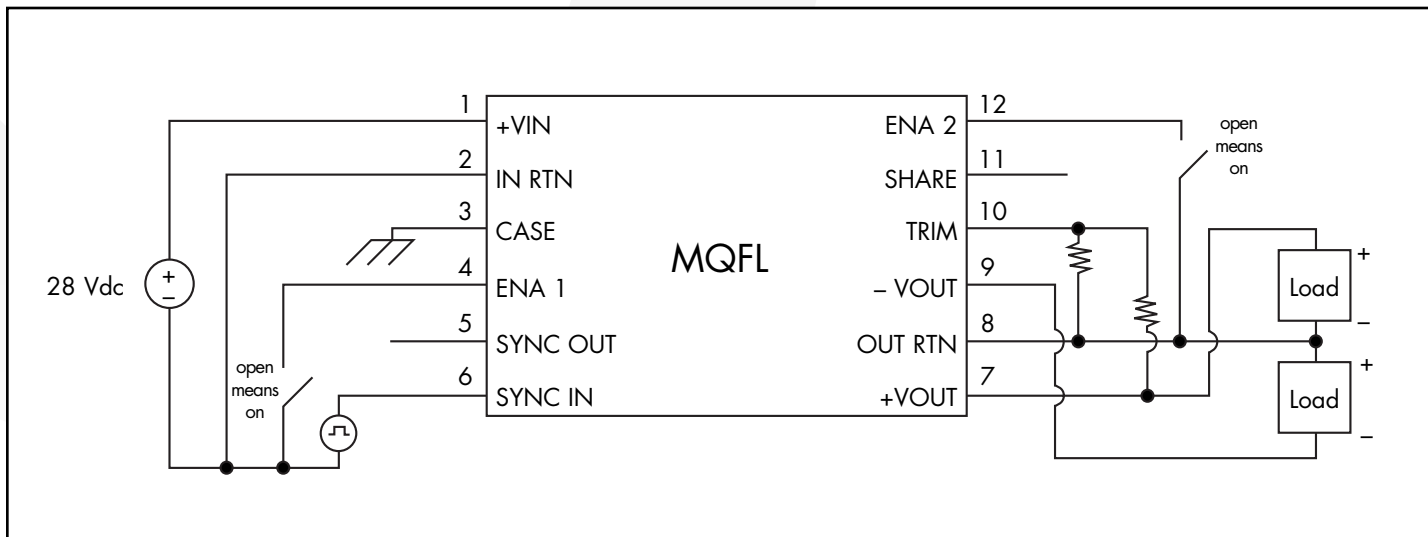 1
+VIN
2
IN RTN
3
CASE
4
ENA 1
5
SYNC OUT
6
SYNC IN
MQFL
12
ENA 2
11
SHARE
10
TRIM
9
– VOUT
8
OUT RTN
7
+VOUT
28 Vdc
+
–
open
means
on
open
means
on
+
Load
–
+
Load
–